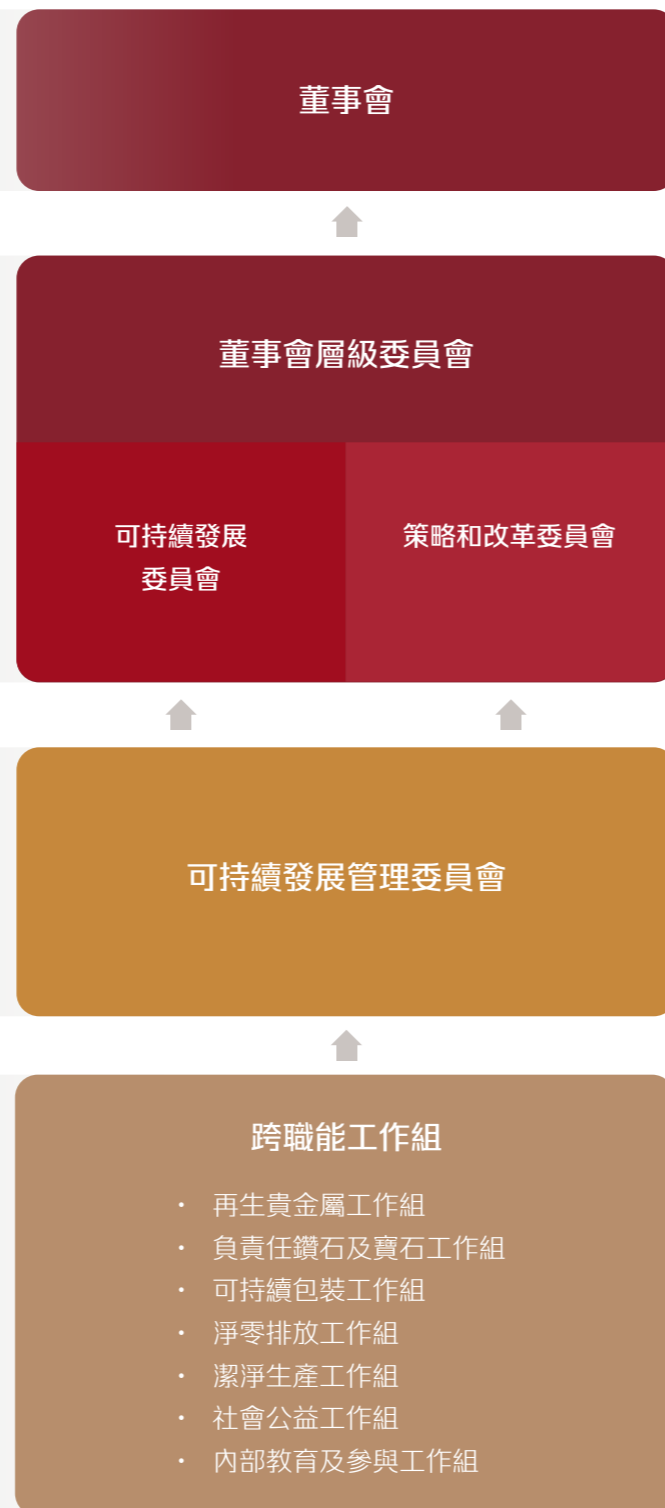 董事會
董事會層級委員會
可持續發展
委員會
策略和改革委員會
可持續發展管理委員會
跨職能工作組
• 再生貴金屬工作組
• 負責任鑽石及寶石工作組
• 可持續包裝工作組
• 淨零排放工作組
• 潔淨生產工作組
• 社會公益工作組
• 內部教育及參與工作組